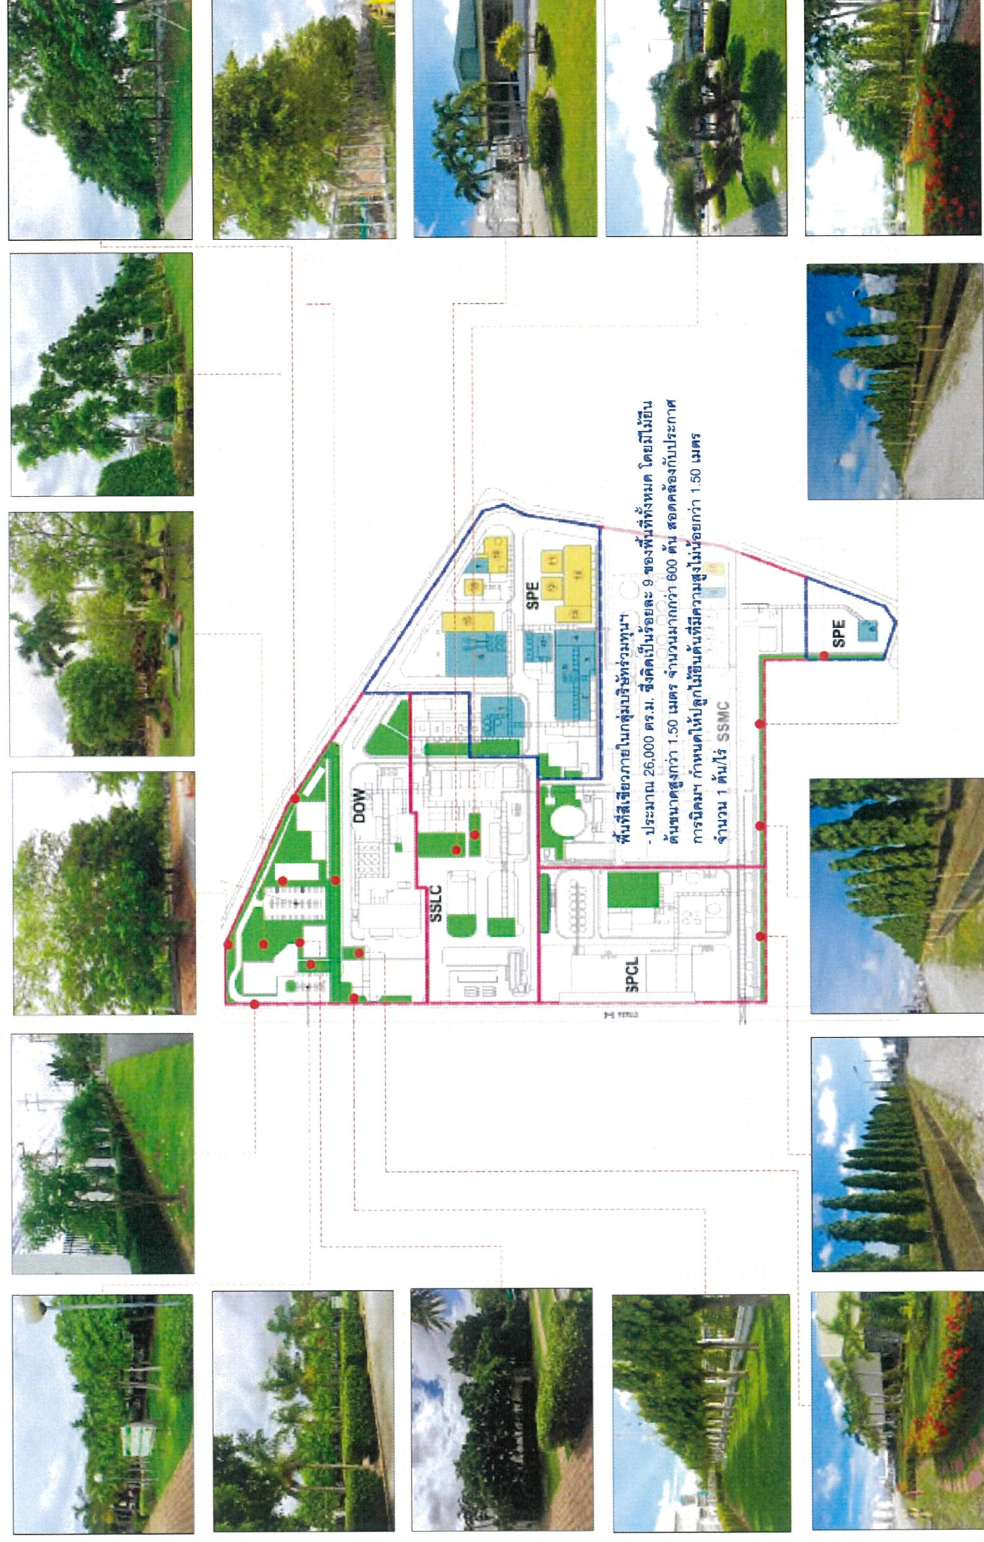 DOW
SSLC
SPE
SPCL
SPE
พื้นที่สีเขียวภายในกลุ่มบริษัทร่วมทุนฯ
- ประมาณ 26,000 ตร.ม. ซึ่งคิดเป็นร้อยละ 9 ของพื้นที่ทั้งหมด โดยมีไม้ยืน
ต้นขนาดสูงกว่า 1.50 เมตร จำนวนมากกว่า 600 ต้น สอดคล้องกับประกาศ
การนิคมฯ กำหนดให้ปลูกไม้ยืนต้นที่มีความสูงไม่น้อยกว่า 1.50 เมตร
จำนวน 1 ต้น/ไร่ SSMC